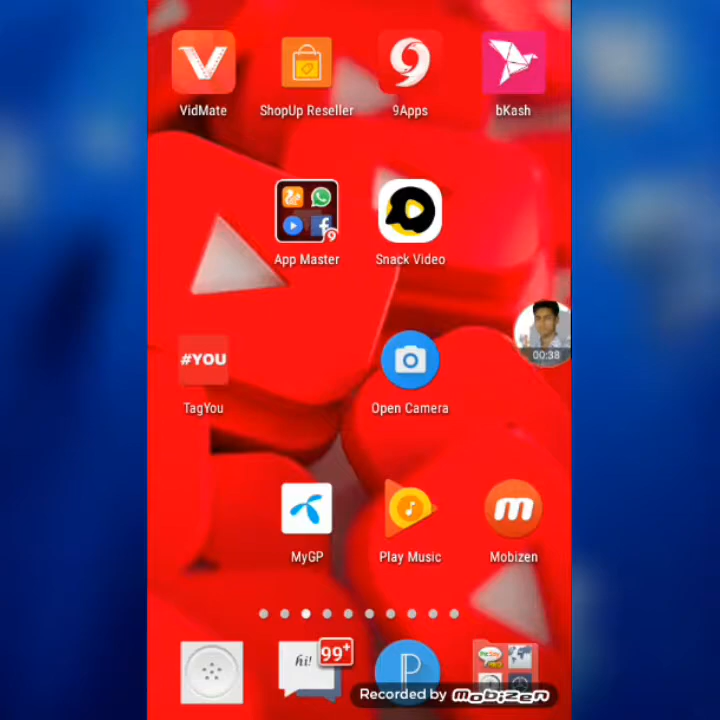 VidMate
ShopUp Reseller
9Apps
bKash
App Master
Snack Video
00:38
#YOU
TagYou
Open Camera
MyGP
Play Music
Mobizen
hi!
99+
Recorded by mobizen